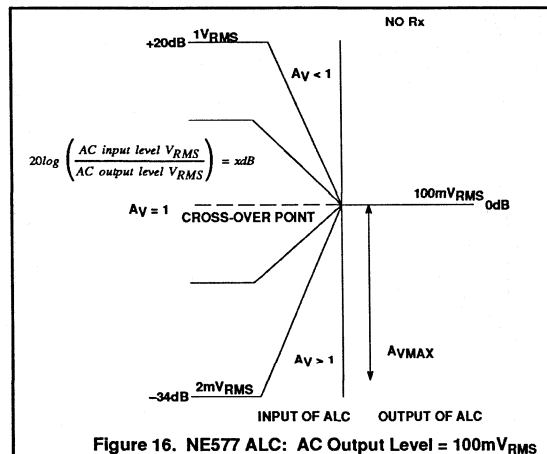 NO Rx
+20dB 1VRMS
AV < 1
20log (AC input level VRMS / AC output level VRMS) = xdB
100mVRMS 0dB
AV = 1
CROSS-OVER POINT
AVMAX
AV > 1
−34dB 2mVRMS
INPUT OF ALC OUTPUT OF ALC
Figure 16. NE577 ALC: AC Output Level = 100mVRMS